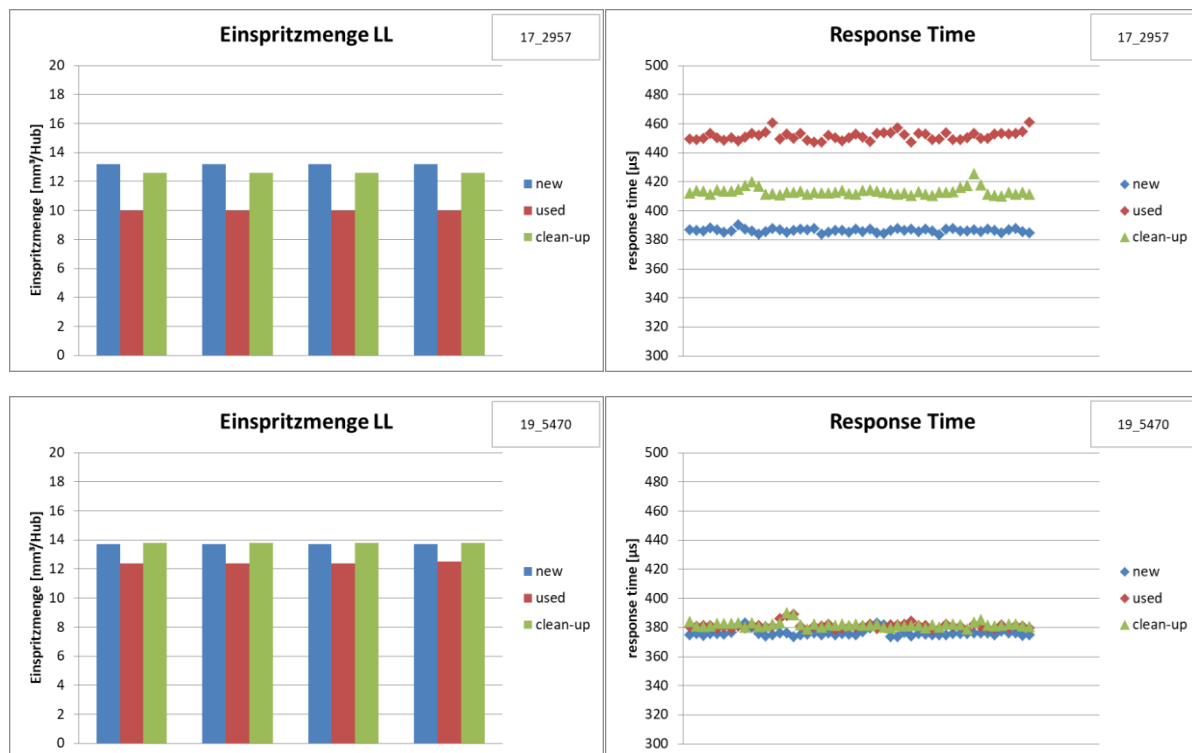 Einspritzmenge LL
17_2957
20
18
16
14
12
10
8
6
4
2
0
Einspritzmenge [mm³/Hub]
new
used
clean-up
Response Time
17_2957
500
480
460
440
420
400
380
360
340
320
300
response time [µs]
new
used
clean-up
Einspritzmenge LL
19_5470
20
18
16
14
12
10
8
6
4
2
0
Einspritzmenge [mm³/Hub]
new
used
clean-up
Response Time
19_5470
500
480
460
440
420
400
380
360
340
320
300
response time [µs]
new
used
clean-up